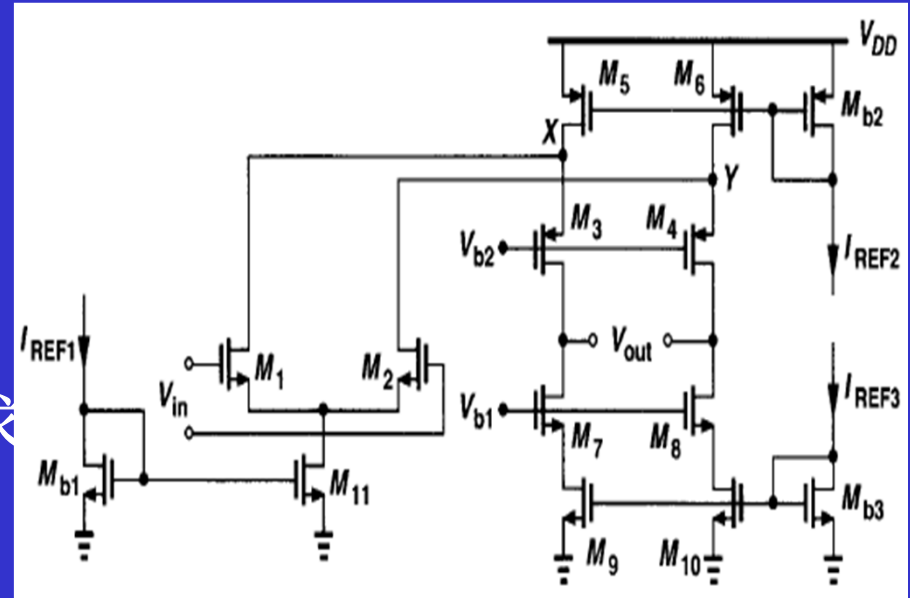 V_DD
M_5
M_6
M_b2
X
Y
M_3
M_4
V_b2
I_REF2
I_REF1
M_1
M_2
V_out
V_in
V_b1
I_REF3
M_7
M_8
M_b1
M_11
M_b3
M_9
M_10